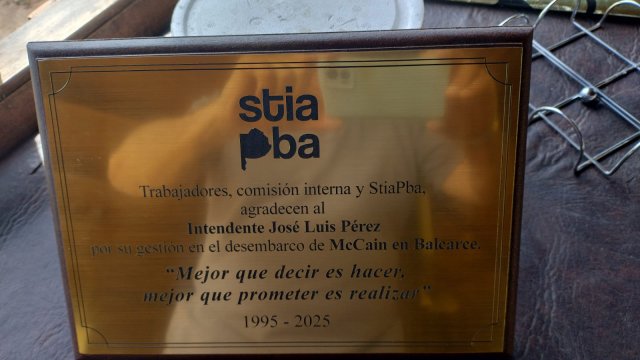 stia
pba
Trabajadores, comisión interna y StiaPba,
agradecen al
Intendente José Luis Pérez
por su gestión en el desembarco de McCain en Balcarce.
“Mejor que decir es hacer,
mejor que prometer es realizar”
1995 - 2025